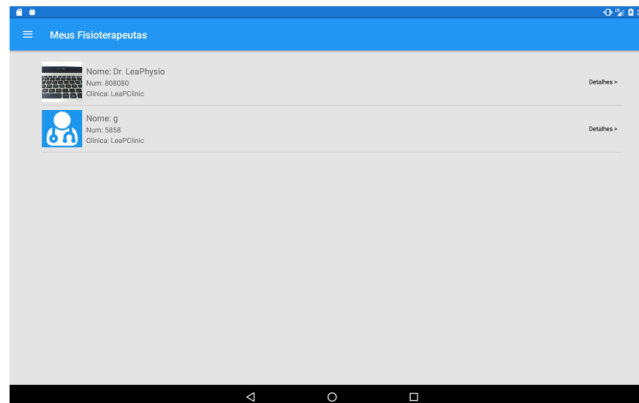 Meus Fisioterapeutas
Nome: Dr. LeaPhysio
Num: 808080
Clinica: LeaPClinic
Detalhes >
Nome: g
Num: 5858
Clinica: LeaPClinic
Detalhes >